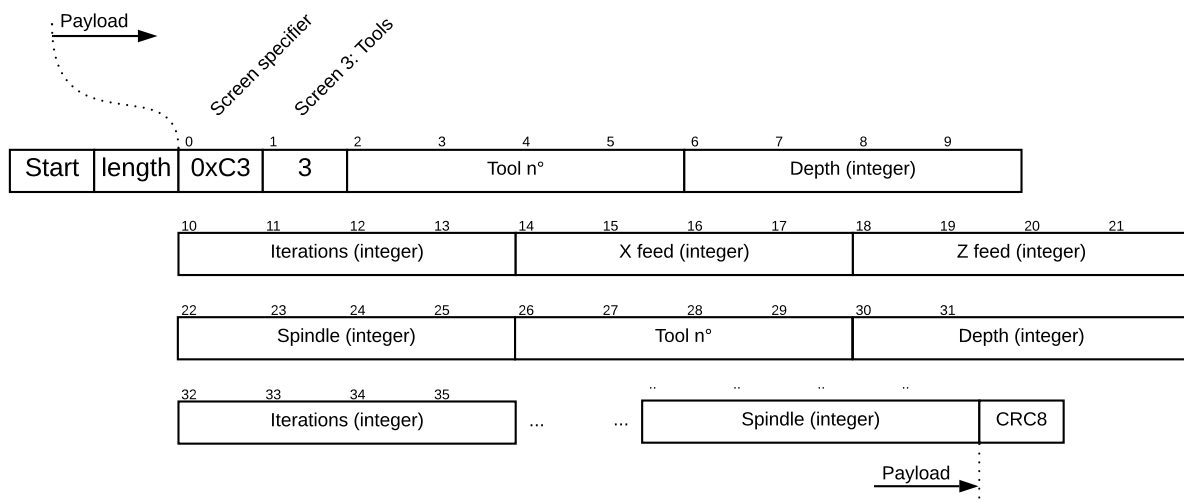 Payload
Screen specifier
Screen 3: Tools
0 1 2 3 4 5 6 7 8 9
Start length 0xC3 3 Tool n° Depth (integer)
10 11 12 13 14 15 16 17 18 19 20 21
Iterations (integer) X feed (integer) Z feed (integer)
22 23 24 25 26 27 28 29 30 31
Spindle (integer) Tool n° Depth (integer)
32 33 34 35 .. .. .. ..
Iterations (integer) ... ... Spindle (integer) CRC8
Payload